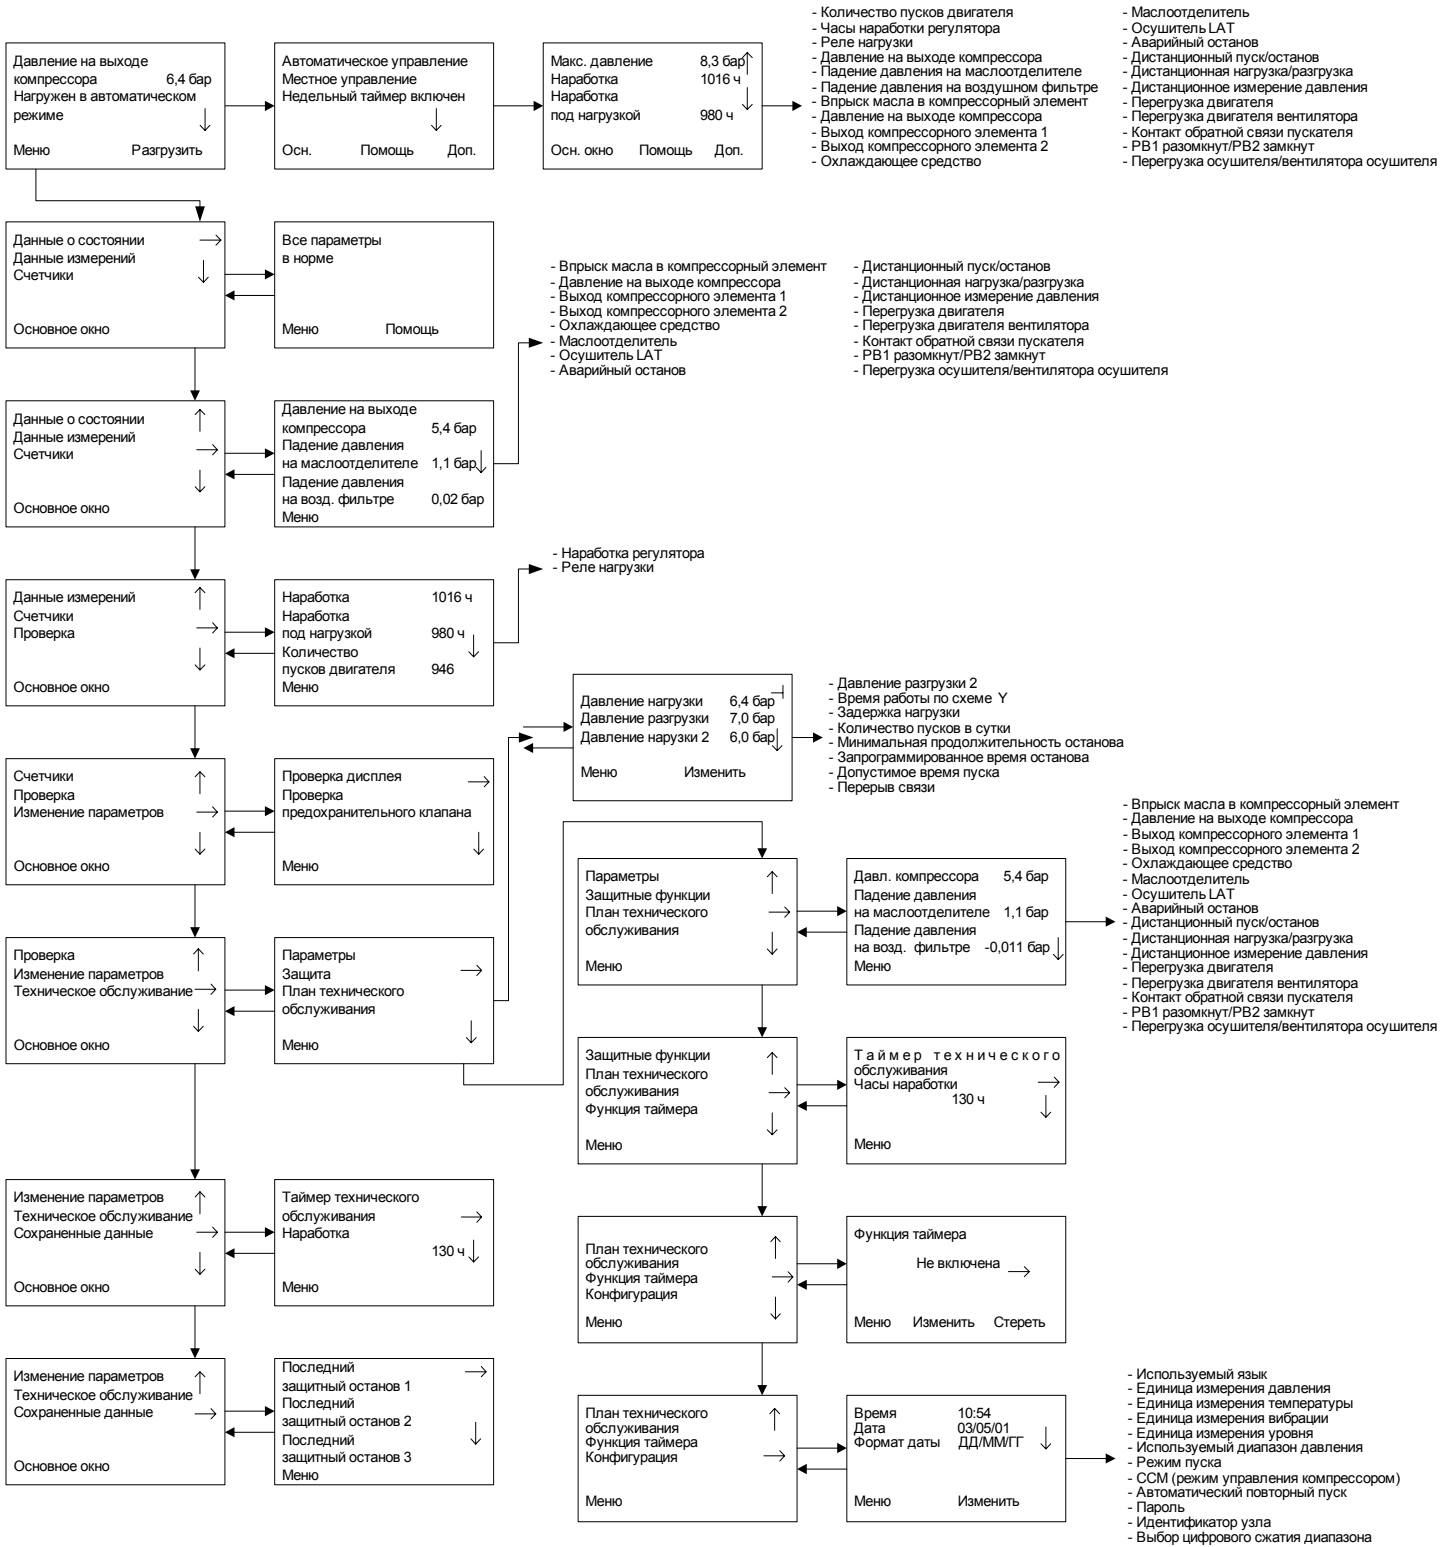 Давление на выходе
компрессора 6,4 бар
Нагружен в автоматическом
режиме
Меню Разгрузить
Автоматическое управление
Местное управление
Недельный таймер включен
Осн. Помощь Доп.
Макс. давление 8,3 бар
Наработка 1016 ч
Наработка
под нагрузкой 980 ч
Осн. окно Помощь Доп.
- Количество пусков двигателя
- Часы наработки регулятора
- Реле нагрузки
- Давление на выходе компрессора
- Падение давления на маслоотделителе
- Падение давления на воздушном фильтре
- Впрыск масла в компрессорный элемент
- Давление на выходе компрессора
- Выход компрессорного элемента 1
- Выход компрессорного элемента 2
- Охлаждающее средство
- Маслоотделитель
- Осушитель LAT
- Аварийный останов
- Дистанционный пуск/останов
- Дистанционная нагрузка/разгрузка
- Дистанционное измерение давления
- Перегрузка двигателя
- Перегрузка двигателя вентилятора
- Контакт обратной связи пускателя
- РВ1 разомкнут/РВ2 замкнут
- Перегрузка осушителя/вентилятора осушителя
Данные о состоянии
Данные измерений
Счетчики
Основное окно
Все параметры
в норме
Меню Помощь
- Впрыск масла в компрессорный элемент
- Давление на выходе компрессора
- Выход компрессорного элемента 1
- Выход компрессорного элемента 2
- Охлаждающее средство
- Маслоотделитель
- Осушитель LAT
- Аварийный останов
- Дистанционный пуск/останов
- Дистанционная нагрузка/разгрузка
- Дистанционное измерение давления
- Перегрузка двигателя
- Перегрузка двигателя вентилятора
- Контакт обратной связи пускателя
- РВ1 разомкнут/РВ2 замкнут
- Перегрузка осушителя/вентилятора осушителя
Данные о состоянии
Данные измерений
Счетчики
Основное окно
Давление на выходе
компрессора 5,4 бар
Падение давления
на маслоотделителе 1,1 бар
Падение давления
на возд. фильтре 0,02 бар
Меню
Данные измерений
Счетчики
Проверка
Основное окно
Наработка 1016 ч
Наработка
под нагрузкой 980 ч
Количество
пусков двигателя 946
Меню
- Наработка регулятора
- Реле нагрузки
Счетчики
Проверка
Изменение параметров
Основное окно
Проверка дисплея
Проверка
предохранительного клапана
Меню
Давление нагрузки 6,4 бар
Давление разгрузки 7,0 бар
Давление нарузки 2 6,0 бар
Меню Изменить
- Давление разгрузки 2
- Время работы по схеме Y
- Задержка нагрузки
- Количество пусков в сутки
- Минимальная продолжительность останова
- Запрограммированное время останова
- Допустимое время пуска
- Перерыв связи
Проверка
Изменение параметров
Техническое обслуживание
Основное окно
Параметры
Защита
План технического
обслуживания
Меню
Параметры
Защитные функции
План технического
обслуживания
Меню
Давл. компрессора 5,4 бар
Падение давления
на маслоотделителе 1,1 бар
Падение давления
на возд. фильтре -0,011 бар
Меню
- Впрыск масла в компрессорный элемент
- Давление на выходе компрессора
- Выход компрессорного элемента 1
- Выход компрессорного элемента 2
- Охлаждающее средство
- Маслоотделитель
- Осушитель LAT
- Аварийный останов
- Дистанционный пуск/останов
- Дистанционная нагрузка/разгрузка
- Дистанционное измерение давления
- Перегрузка двигателя
- Перегрузка двигателя вентилятора
- Контакт обратной связи пускателя
- РВ1 разомкнут/РВ2 замкнут
- Перегрузка осушителя/вентилятора осушителя
Защитные функции
План технического
обслуживания
Функция таймера
Меню
Таймер технического
обслуживания
Часы наработки
130 ч
Меню
Изменение параметров
Техническое обслуживание
Сохраненные данные
Основное окно
Таймер технического
обслуживания
Наработка
130 ч
Меню
План технического
обслуживания
Функция таймера
Конфигурация
Меню
Функция таймера
Не включена
Меню Изменить Стереть
Изменение параметров
Техническое обслуживание
Сохраненные данные
Основное окно
Последний
защитный останов 1
Последний
защитный останов 2
Последний
защитный останов 3
Меню
План технического
обслуживания
Функция таймера
Конфигурация
Меню
Время 10:54
Дата 03/05/01
Формат даты ДД/ММ/ГГ
Меню Изменить
- Используемый язык
- Единица измерения давления
- Единица измерения температуры
- Единица измерения вибрации
- Единица измерения уровня
- Используемый диапазон давления
- Режим пуска
- ССМ (режим управления компрессором)
- Автоматический повторный пуск
- Пароль
- Идентификатор узла
- Выбор цифрового сжатия диапазона